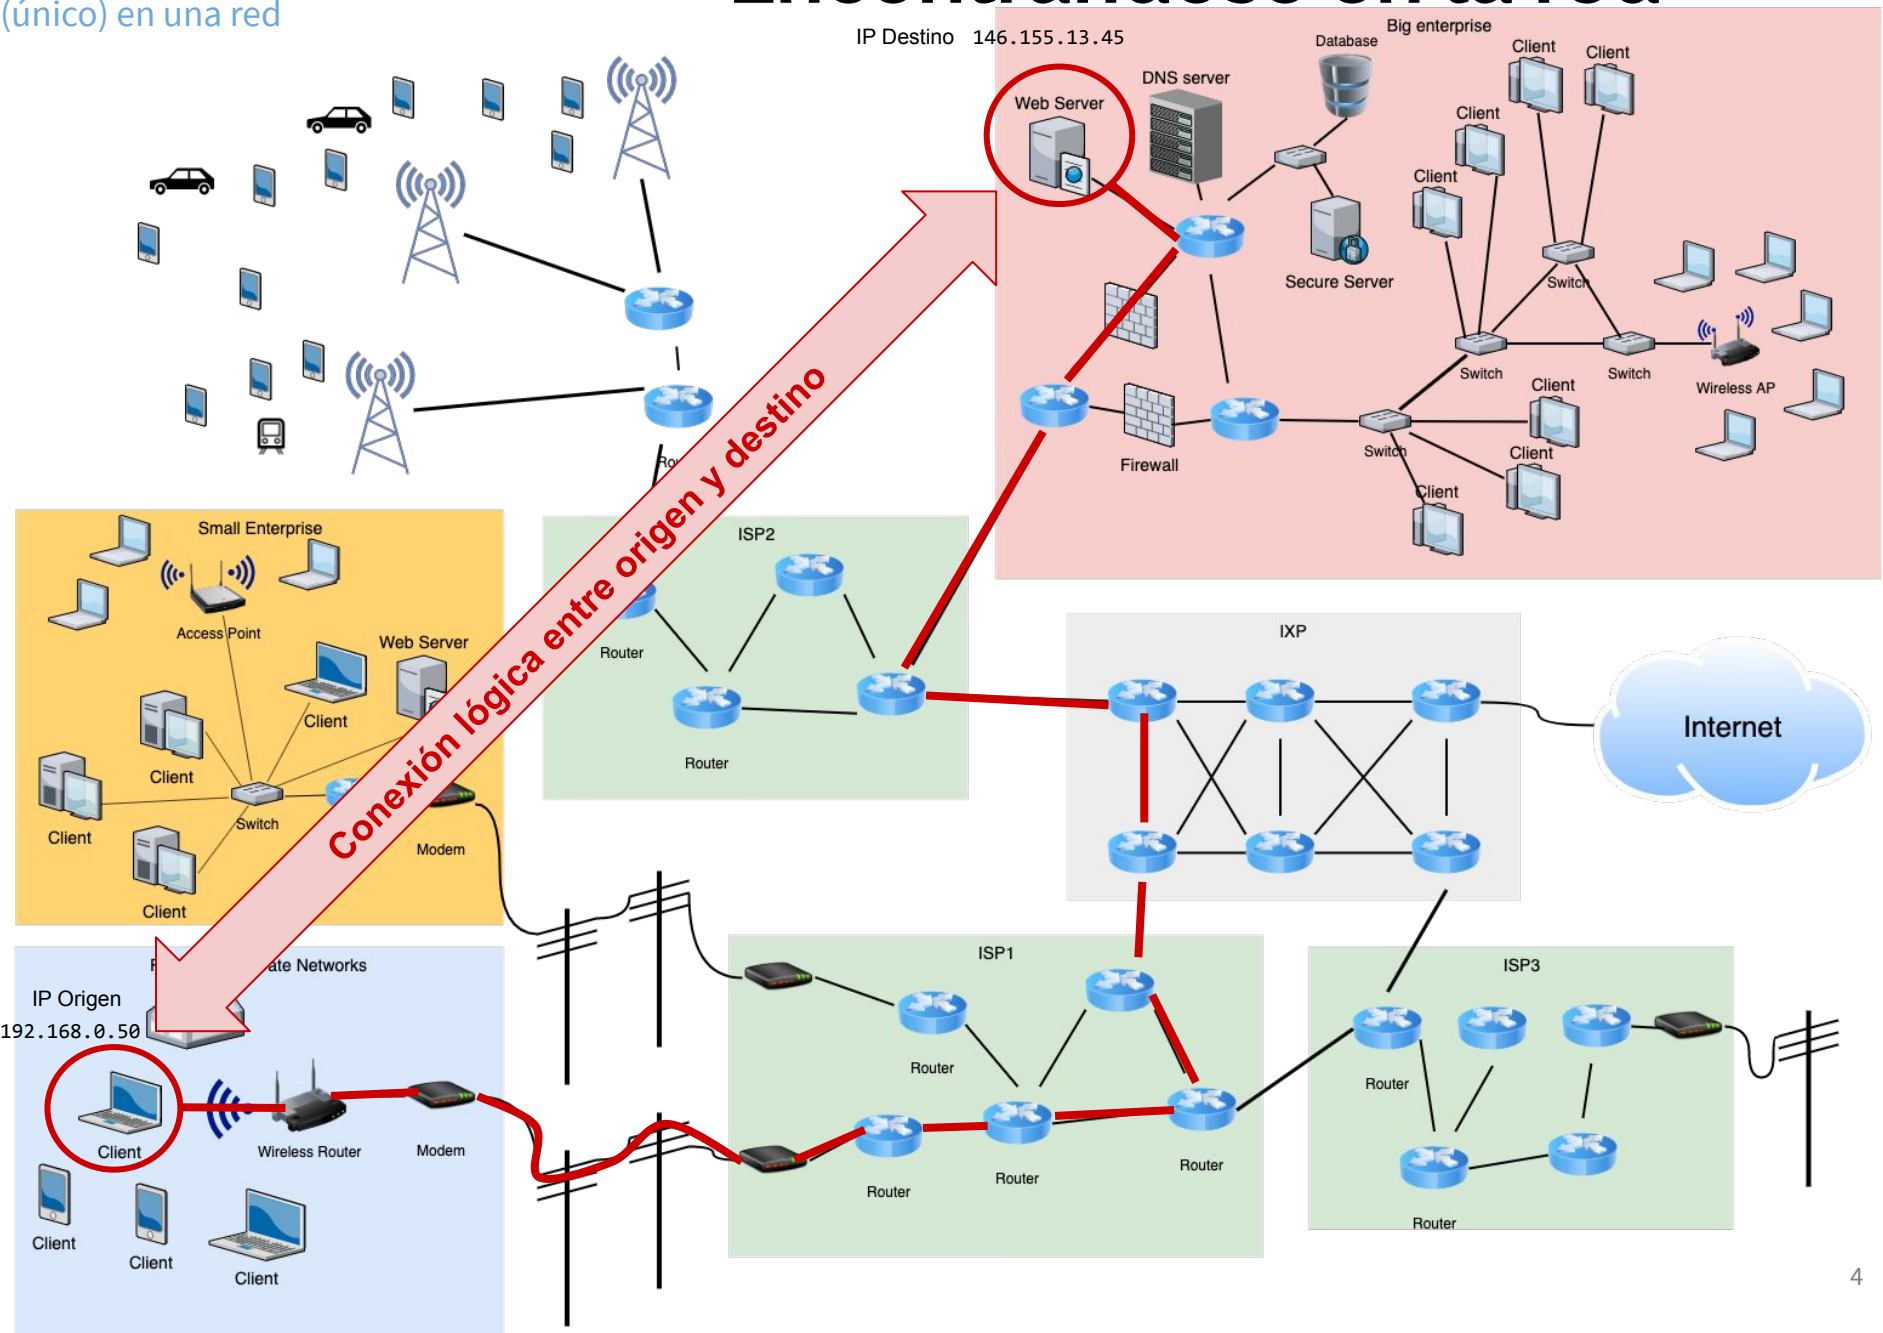 (único) en una red
Encontrándose en la red
IP Destino 146.155.13.45
Big enterprise
Database
Client
Client
DNS server
Web Server
Client
Client
Secure Server
Switch
Switch
Switch
Wireless AP
Client
Switch
Client
Firewall
Client
Conexión lógica entre origen y destino
Small Enterprise
Access Point
Web Server
Client
Client
Client
Switch
Modem
Client
ISP2
Router
Router
IXP
Internet
ate Networks
IP Origen
192.168.0.50
Client
Wireless Router
Modem
Client
Client
Client
ISP1
Router
Router
Router
Router
ISP3
Router
Router
4